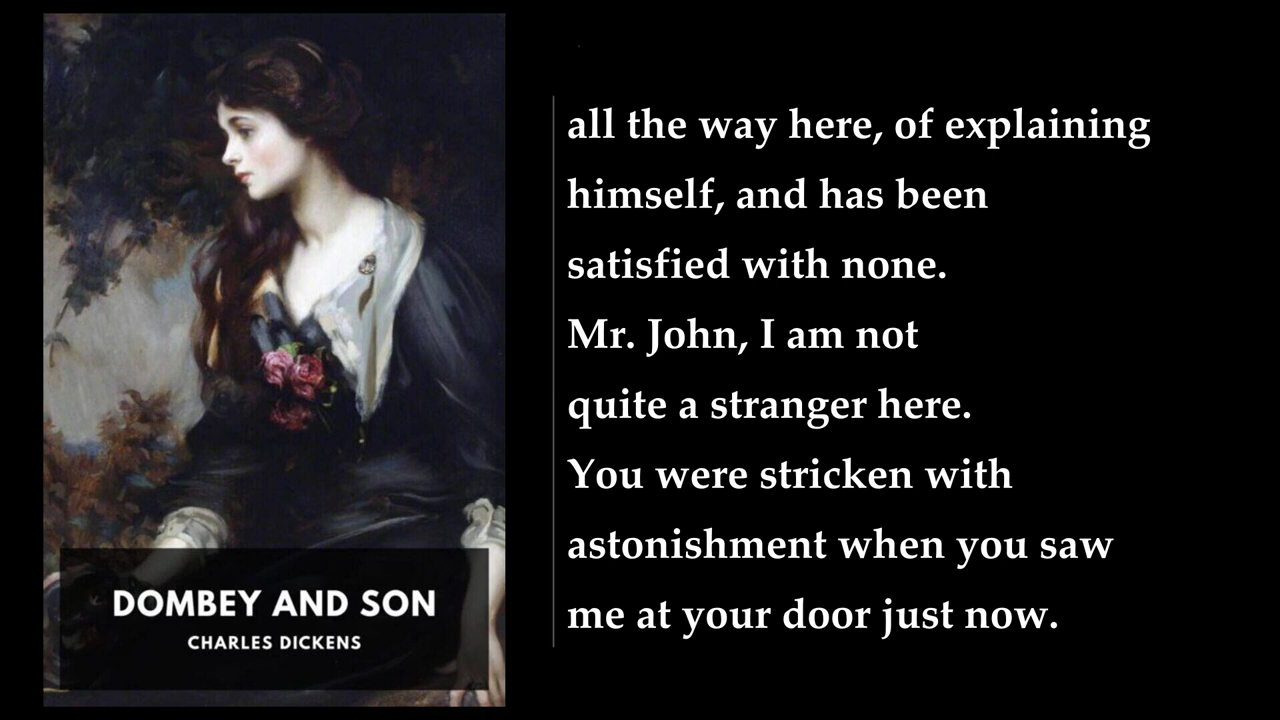 DOMBEY AND SON
CHARLES DICKENS
all the way here, of explaining
himself, and has been
satisfied with none.
Mr. John, I am not
quite a stranger here.
You were stricken with
astonishment when you saw
me at your door just now.